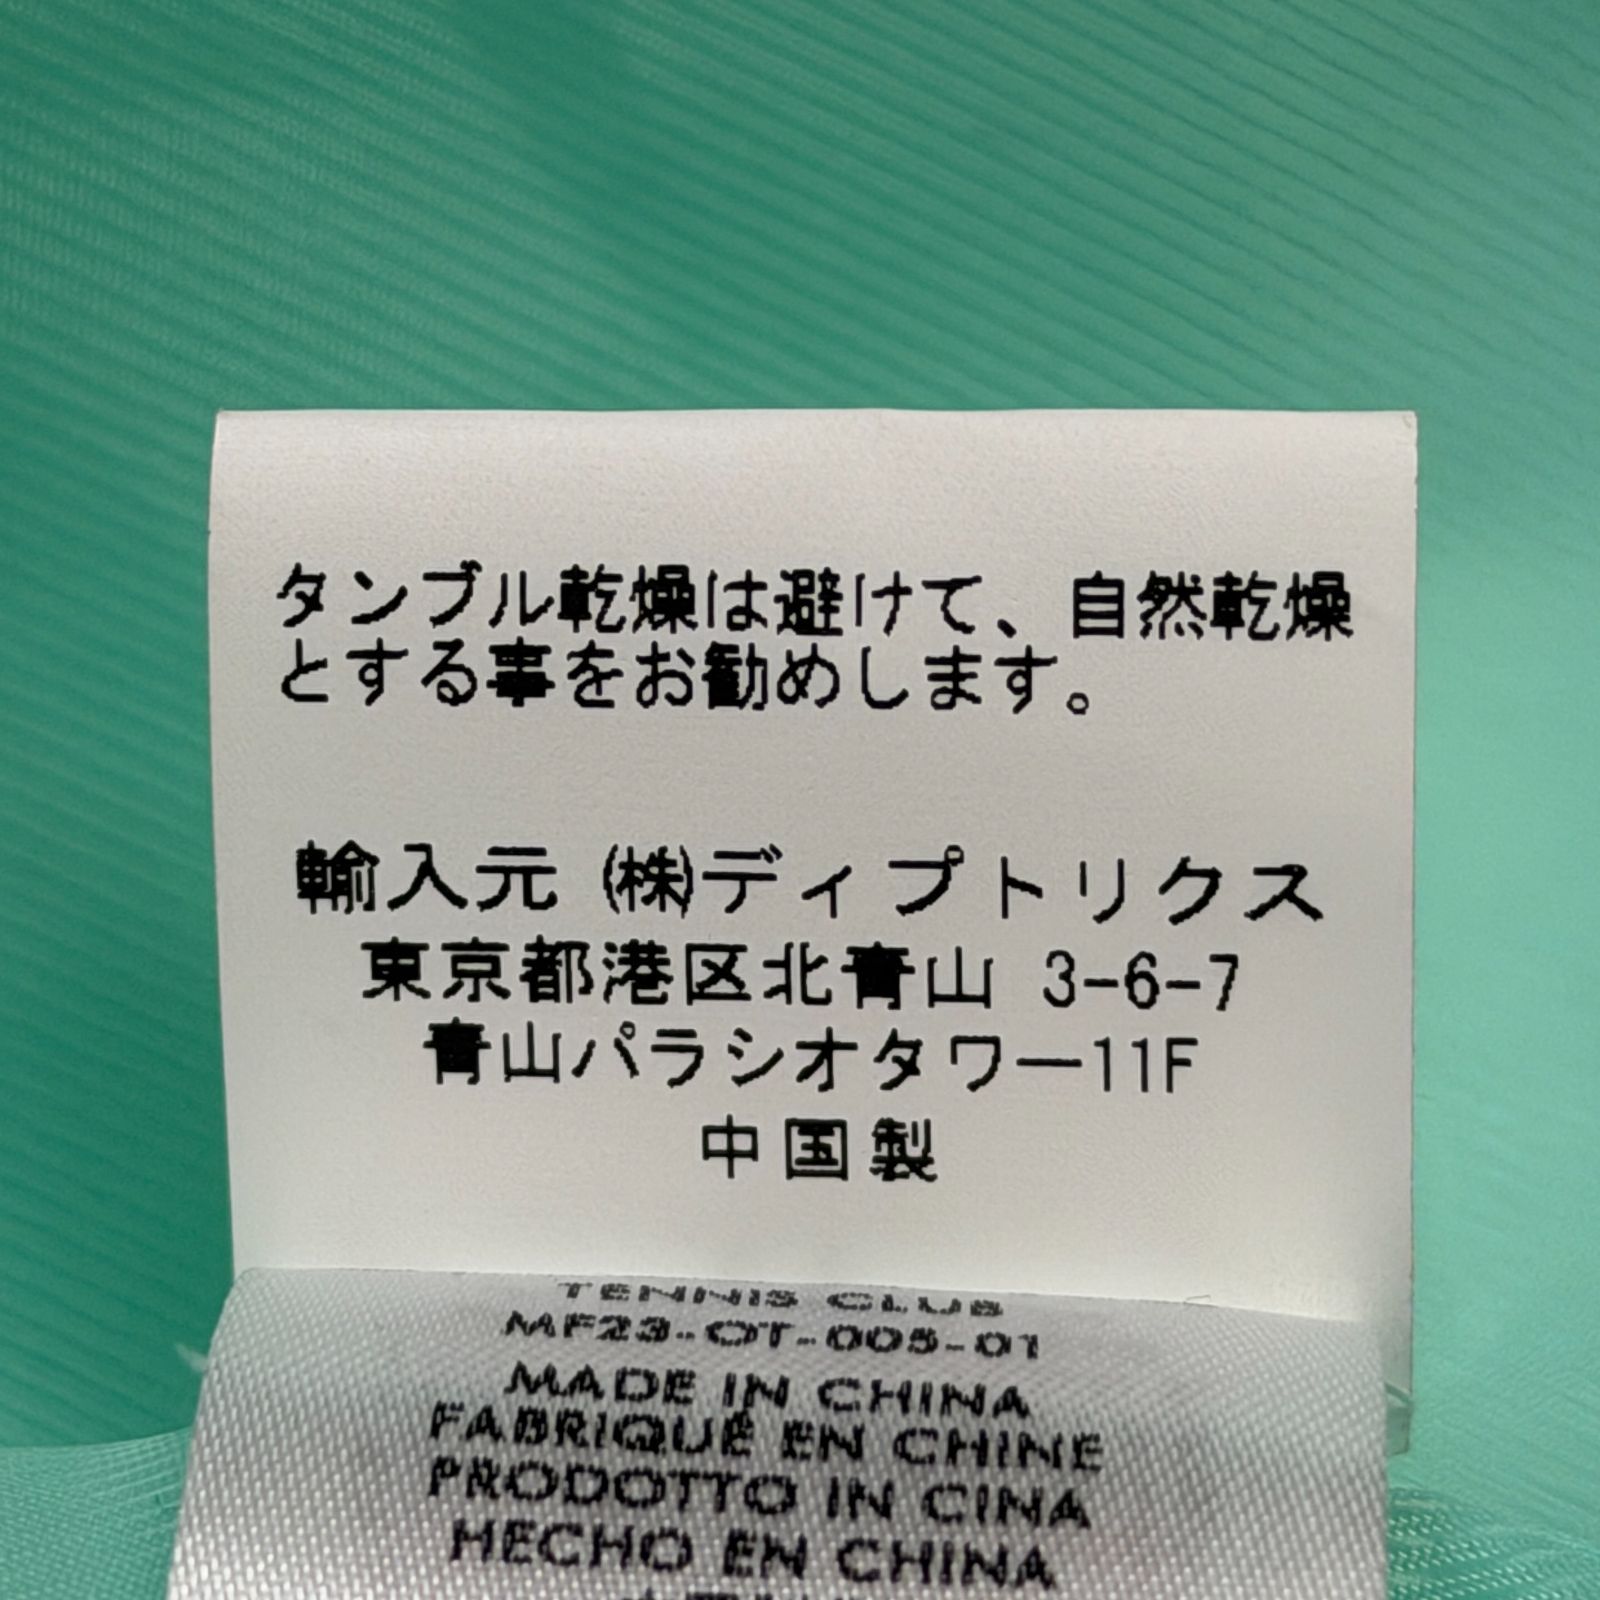 タンブル乾燥は避けて、自然乾燥
とする事をお勧めします。
輸入元 ㈱ディプトリクス
東京都港区北青山 3-6-7
青山パラシオタワー11F
中国製
TENNIS CLUB
MF23-OT-005-01
MADE IN CHINA
FABRIQUÉ EN CHINE
PRODOTTO IN CINA
HECHO EN CHINA